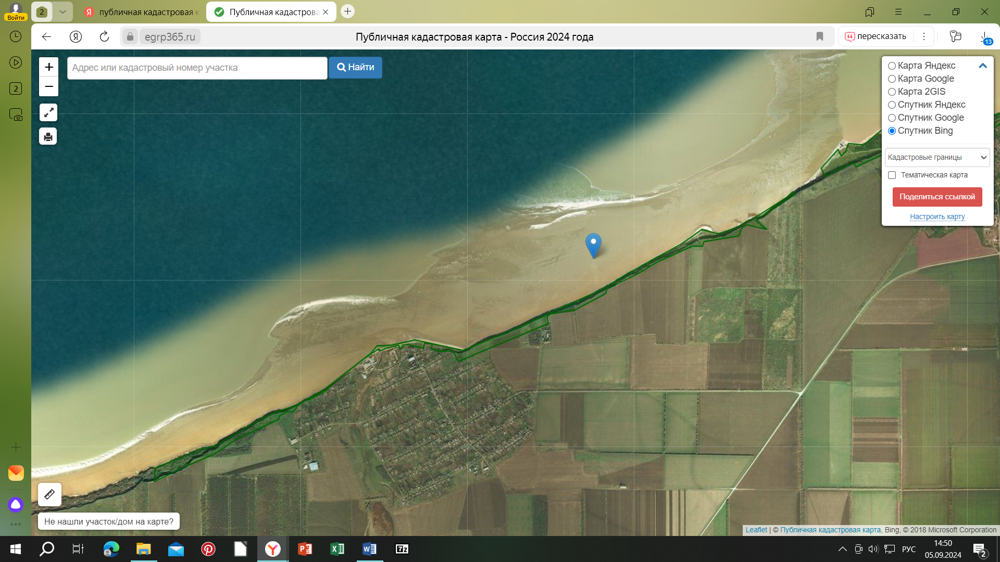 Войти
2
публичная кадастровая к
Публичная кадастрова
egrp365.ru
Публичная кадастровая карта - Россия 2024 года
пересказать
13
2
+
−
Адрес или кадастровый номер участка
Найти
Карта Яндекс
Карта Google
Карта 2GIS
Спутник Яндекс
Спутник Google
Спутник Bing
Кадастровые границы
Тематическая карта
Поделиться ссылкой
Настроить карту
Не нашли участок/дом на карте?
Leaflet | © Публичная кадастровая карта, Bing, © 2018 Microsoft Corporation
РУС
14:50
05.09.2024
2